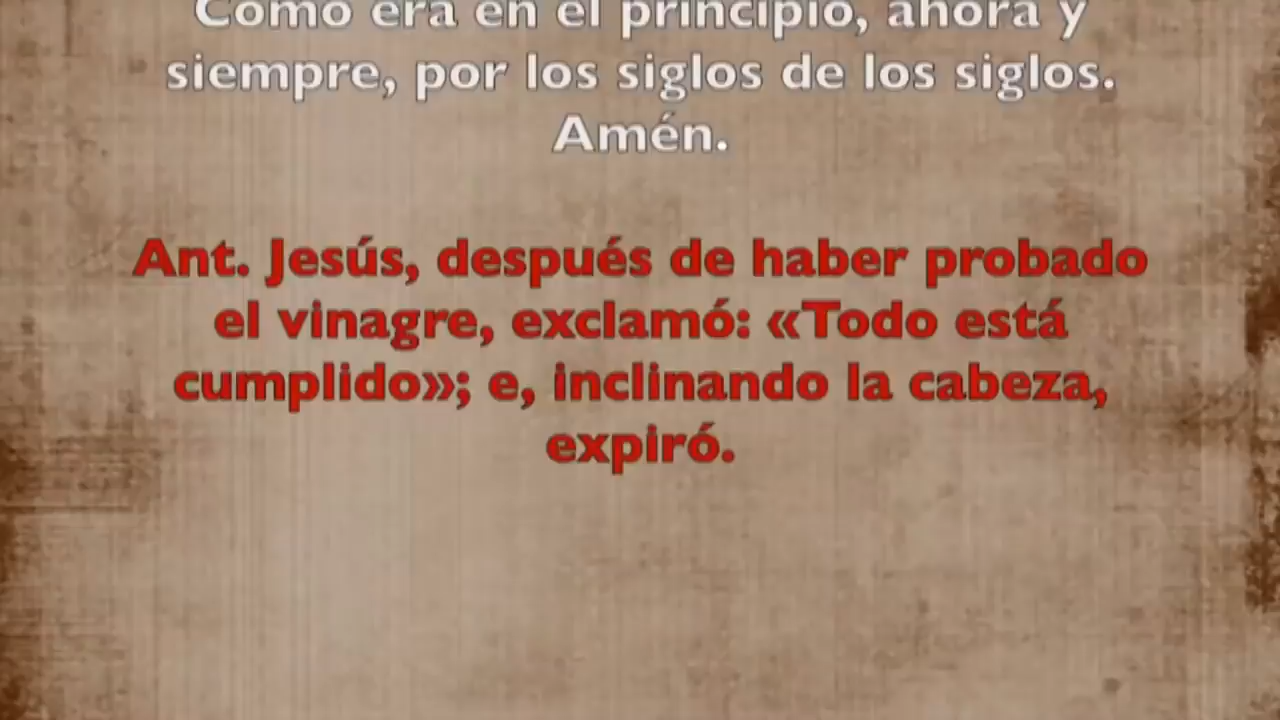 Como era en el principio, ahora y
siempre, por los siglos de los siglos.
Amén.
Ant. Jesús, después de haber probado
el vinagre, exclamó: «Todo está
cumplido»; e, inclinando la cabeza,
expiró.